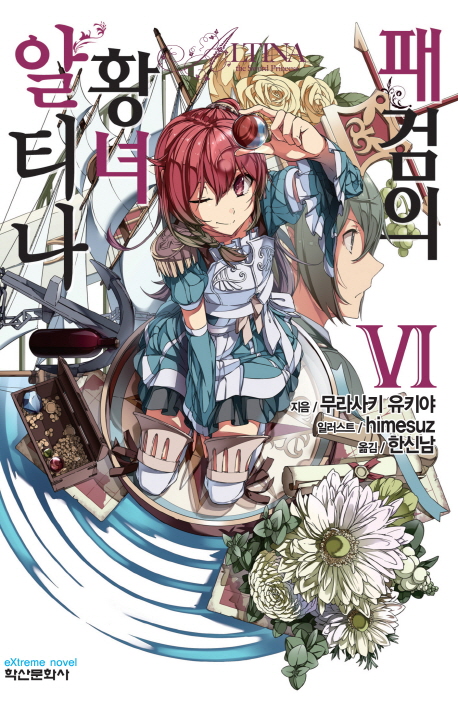 패검의
황녀
알티나
ALTINA
the Sword Princess
VI
지음 / 무라사키 유키야
일러스트 / himesuz
옮김 / 한신남
eXtreme novel
학산문화사